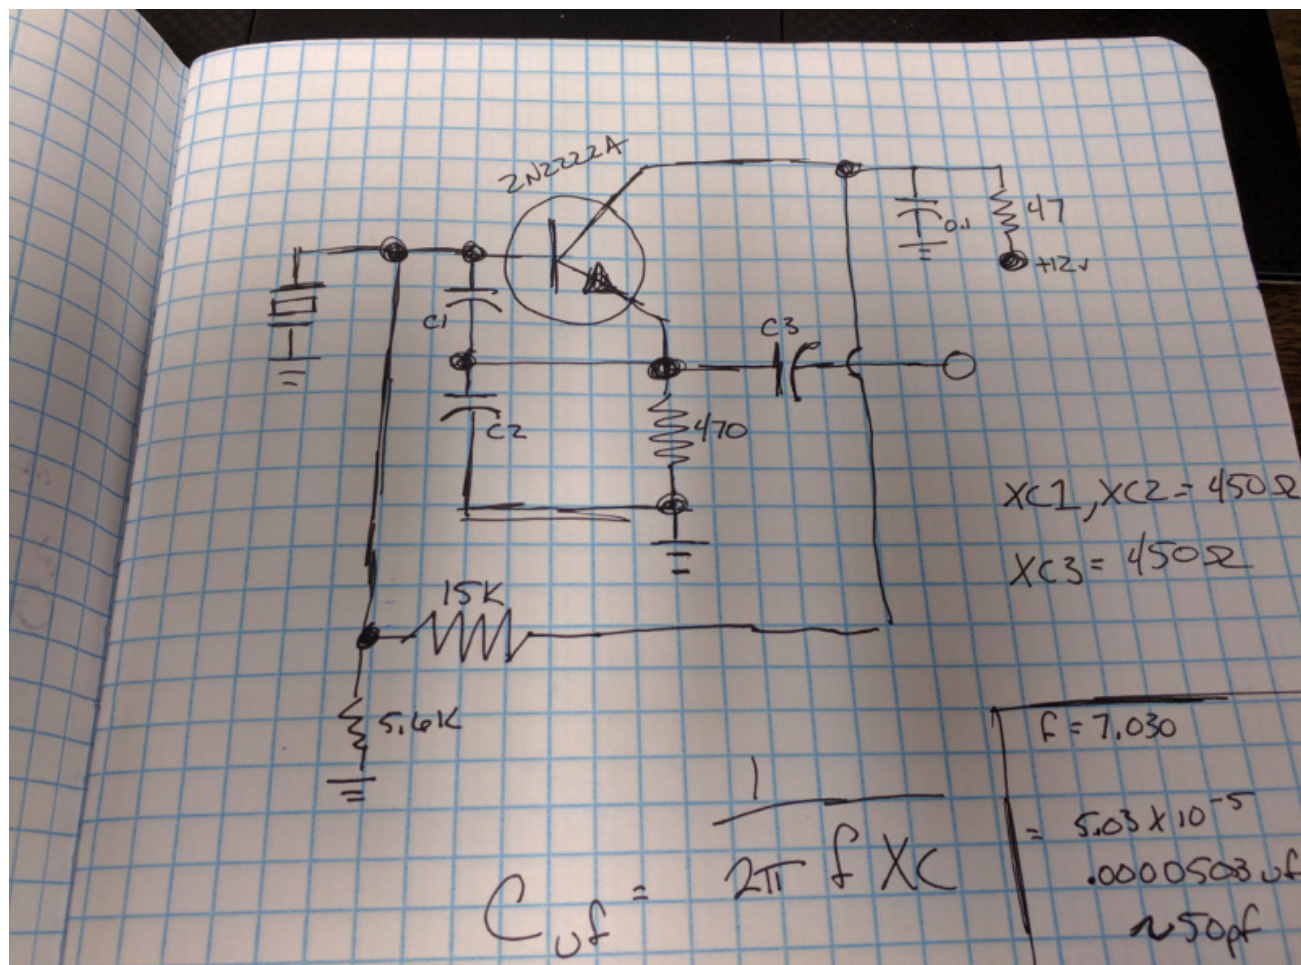 2N2222A
47
0.1
+12v
C1
C3
C2
470
XC1, XC2 = 450Ω
XC3 = 450Ω
15K
5.6K
f = 7.030
= 5.03 X 10⁻⁵
.0000503 uf
~50pf
1
C uf = 2π f XC